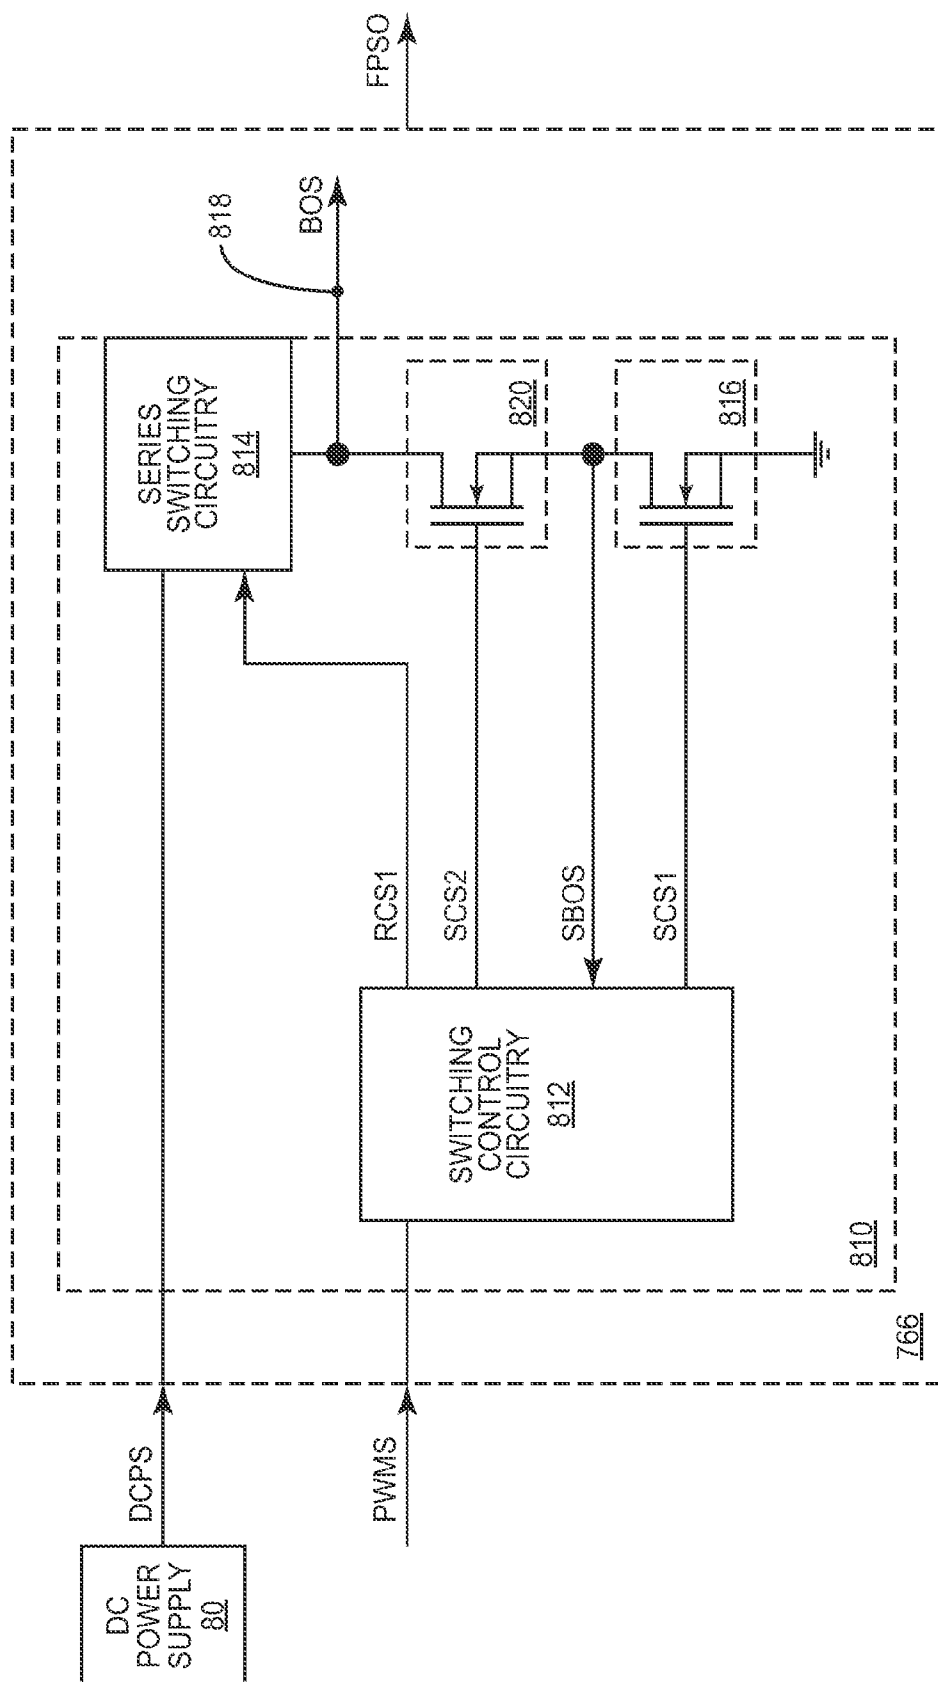 DC
POWER
SUPPLY
80
DCPS
PWMS
766
810
SWITCHING
CONTROL
CIRCUITRY
812
RCS1
SCS2
SBOS
SCS1
SERIES
SWITCHING
CIRCUITRY
814
820
816
818
BOS
FPSO